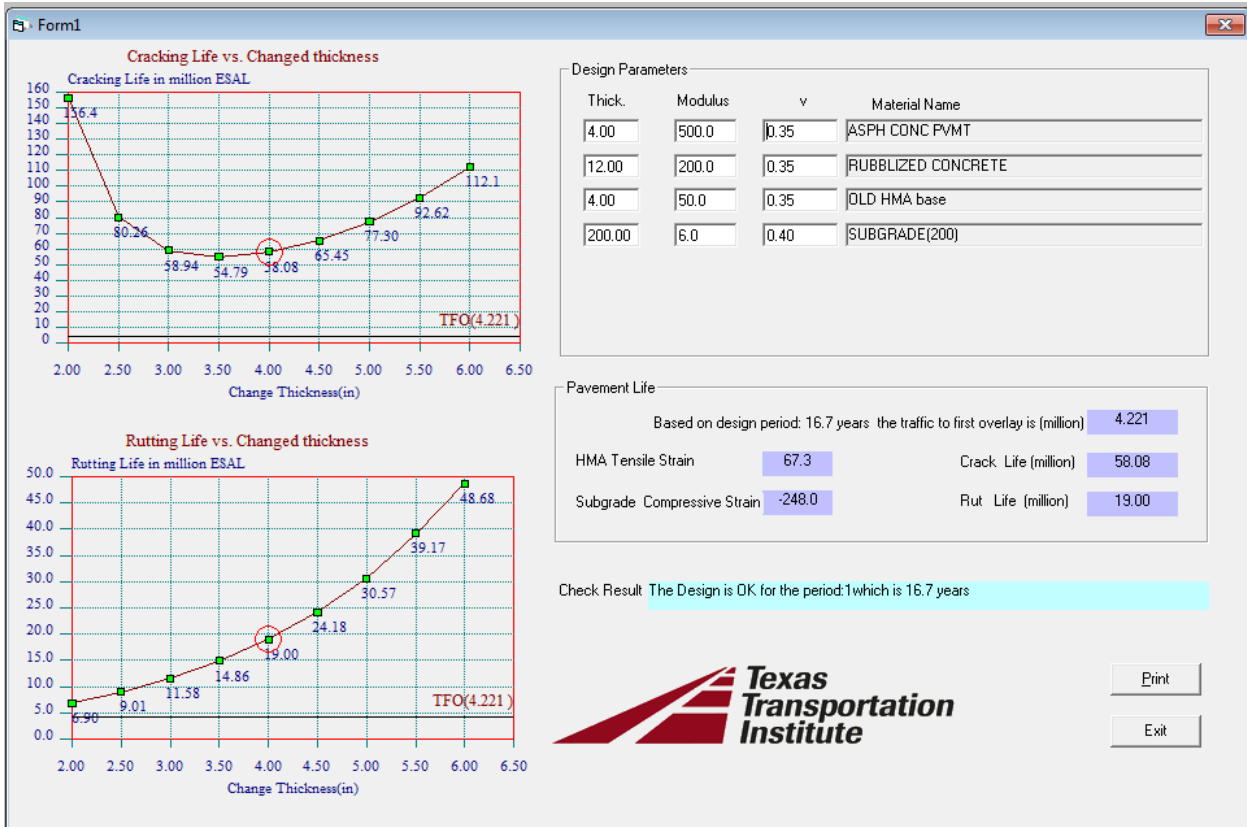 Form1
Cracking Life vs. Changed thickness
Cracking Life in million ESAL
160
150
140
130
120
110
100
90
80
70
60
50
40
30
20
10
0
156.4
80.26
58.94
54.79
58.08
65.45
77.30
92.62
112.1
TFO(4.221 )
2.00 2.50 3.00 3.50 4.00 4.50 5.00 5.50 6.00 6.50
Change Thickness(in)
Rutting Life vs. Changed thickness
Rutting Life in million ESAL
50.0
45.0
40.0
35.0
30.0
25.0
20.0
15.0
10.0
5.0
0.0
6.90
9.01
11.58
14.86
19.00
24.18
30.57
39.17
48.68
TFO(4.221 )
2.00 2.50 3.00 3.50 4.00 4.50 5.00 5.50 6.00 6.50
Change Thickness(in)
Design Parameters
Thick. Modulus v Material Name
4.00 500.0 0.35 ASPH CONC PVMT
12.00 200.0 0.35 RUBBLIZED CONCRETE
4.00 50.0 0.35 OLD HMA base
200.00 6.0 0.40 SUBGRADE(200)
Pavement Life
Based on design period: 16.7 years the traffic to first overlay is (million) 4.221
HMA Tensile Strain 67.3 Crack Life (million) 58.08
Subgrade Compressive Strain -248.0 Rut Life (million) 19.00
Check Result The Design is OK for the period:1which is 16.7 years
Texas
Transportation
Institute
Print
Exit